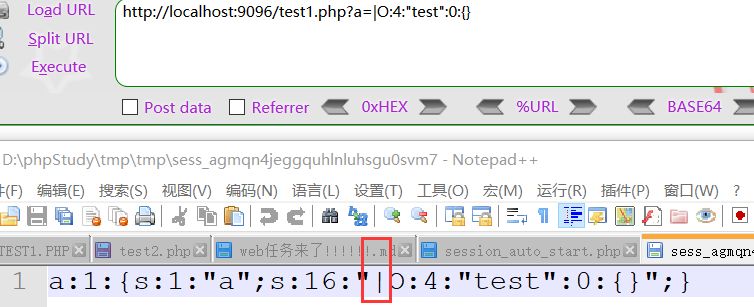 Load URL
http://localhost:9096/test1.php?a=|O:4:"test":0:{}
Split URL
Execute
Post data Referrer 0xHEX %URL BASE64
D:\phpStudy\tmp\tmp\sess_agmqn4jeggquhlnluhsgu0svm7 - Notepad++
件(F) 编辑(E) 搜索(S) 视图(V) 编码(N) 语言(L) 设置(T) 工具(O) 宏(M) 运行(R) 插件(P) 窗口(W) ?
TEST1.PHP test2.php web任务来了!!!!!!.md session_auto_start.php sess_agmqn4
1 a:1:{s:1:"a";s:16:"|O:4:"test":0:{}";}